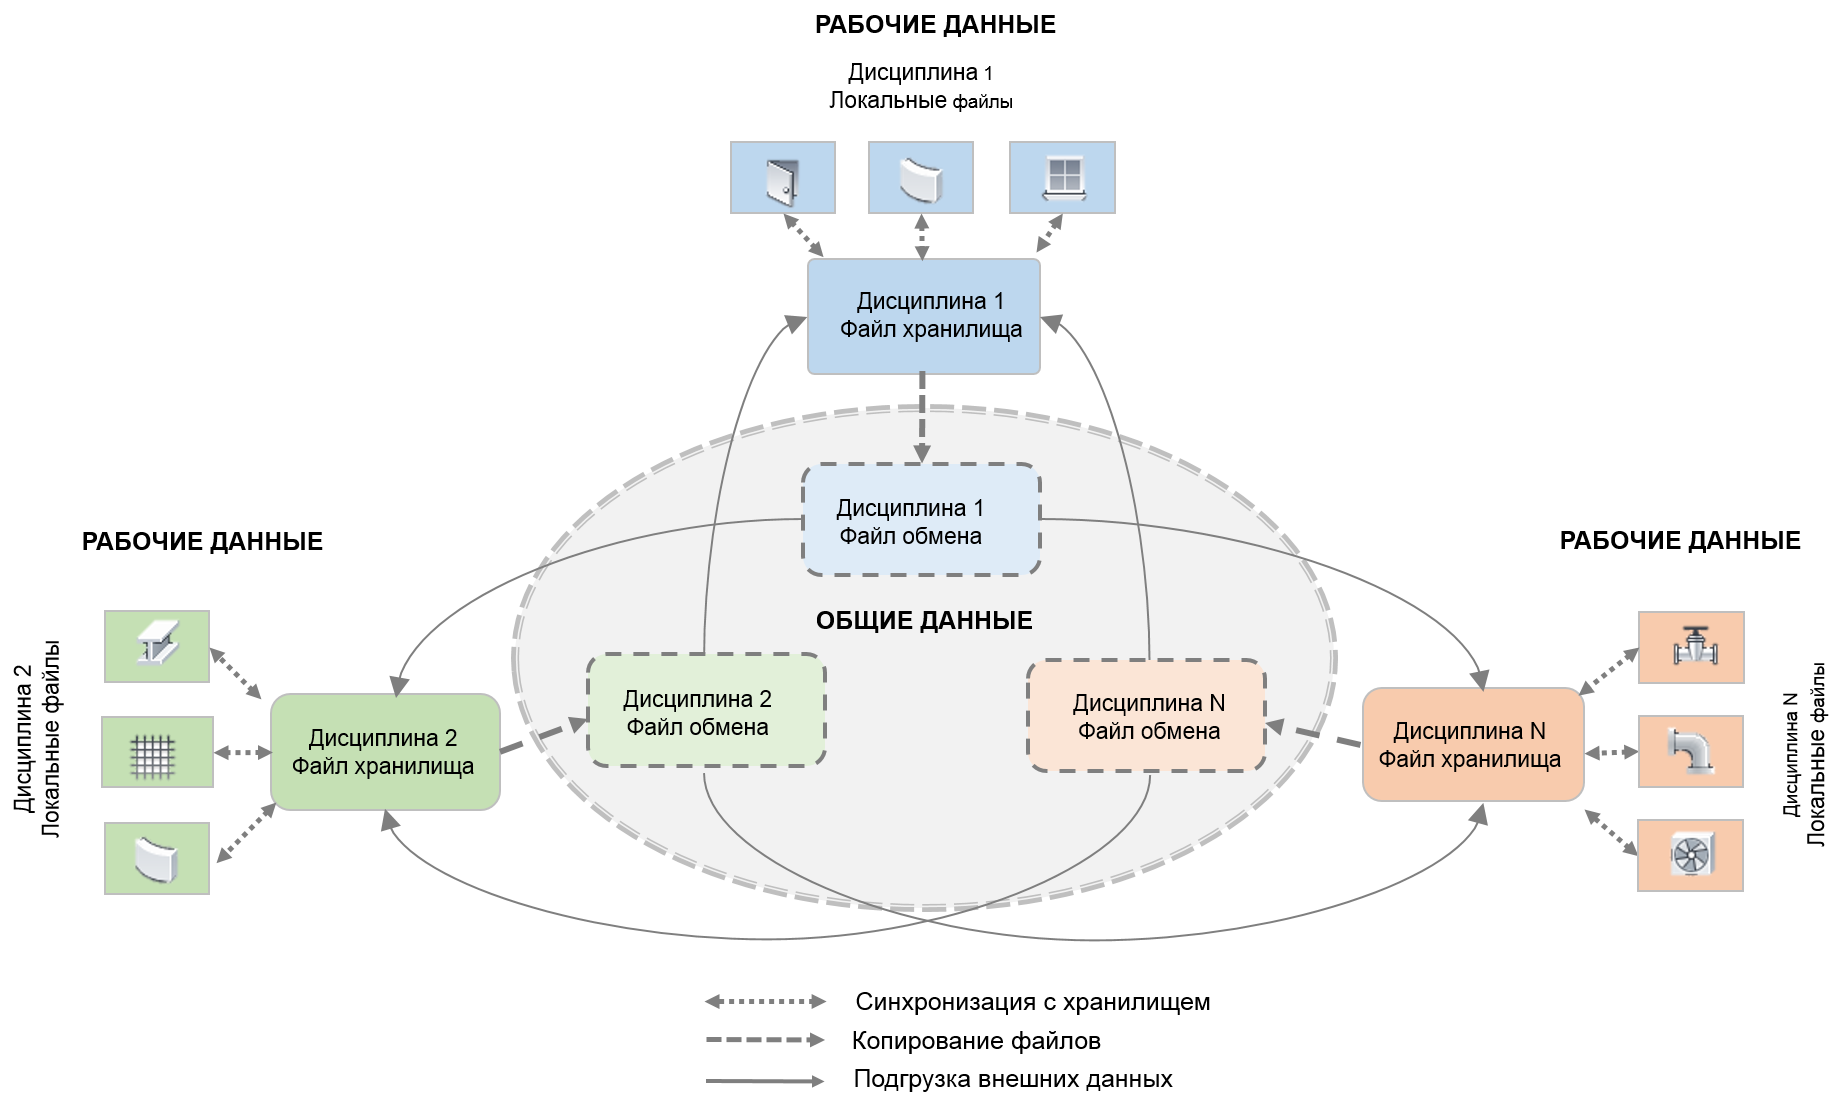 РАБОЧИЕ ДАННЫЕ
Дисциплина 1
Локальные файлы
Дисциплина 1
Файл хранилища
Дисциплина 1
Файл обмена
РАБОЧИЕ ДАННЫЕ
РАБОЧИЕ ДАННЫЕ
ОБЩИЕ ДАННЫЕ
Дисциплина 2
Локальные файлы
Дисциплина 2
Файл хранилища
Дисциплина 2
Файл обмена
Дисциплина N
Файл обмена
Дисциплина N
Файл хранилища
Дисциплина N
Локальные файлы
Синхронизация с хранилищем
Копирование файлов
Подгрузка внешних данных